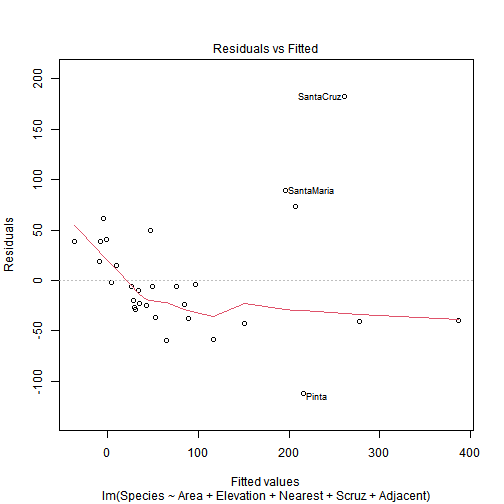 Residuals vs Fitted
200
150
100
50
0
-50
-100
Residuals
SantaCruz
SantaMaria
Pinta
0 100 200 300 400
Fitted values
lm(Species ~ Area + Elevation + Nearest + Scruz + Adjacent)